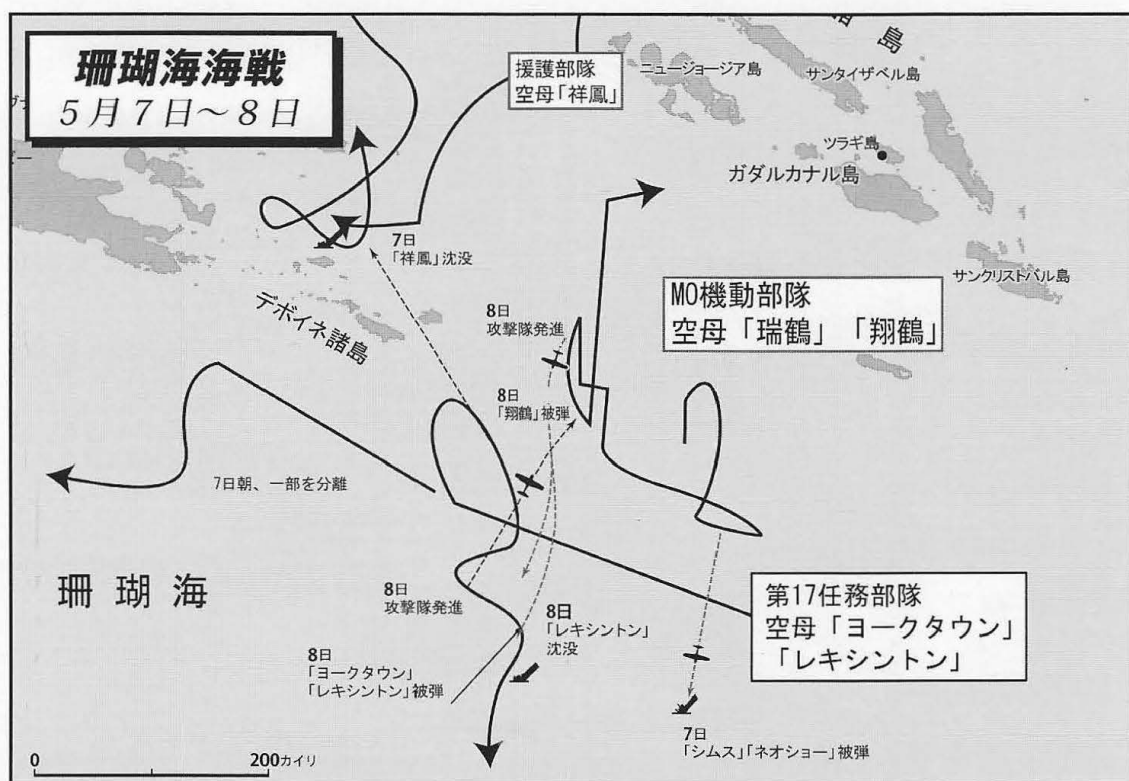 珊瑚海海戦
5月7日～8日
援護部隊
空母「祥鳳」
島
ニュージョージア島
サンタイザベル島
ツラギ島
ガダルカナル島
サンクリストバル島
7日
「祥鳳」沈没
デボイネ諸島
MO機動部隊
空母「瑞鶴」「翔鶴」
8日
攻撃隊発進
8日
「翔鶴」被弾
7日朝、一部を分離
珊瑚海
8日
攻撃隊発進
8日
「レキシントン」
沈没
8日
「ヨークタウン」
「レキシントン」被弾
第17任務部隊
空母「ヨークタウン」
「レキシントン」
7日
「シムス」「ネオショー」被弾
0 200カイリ